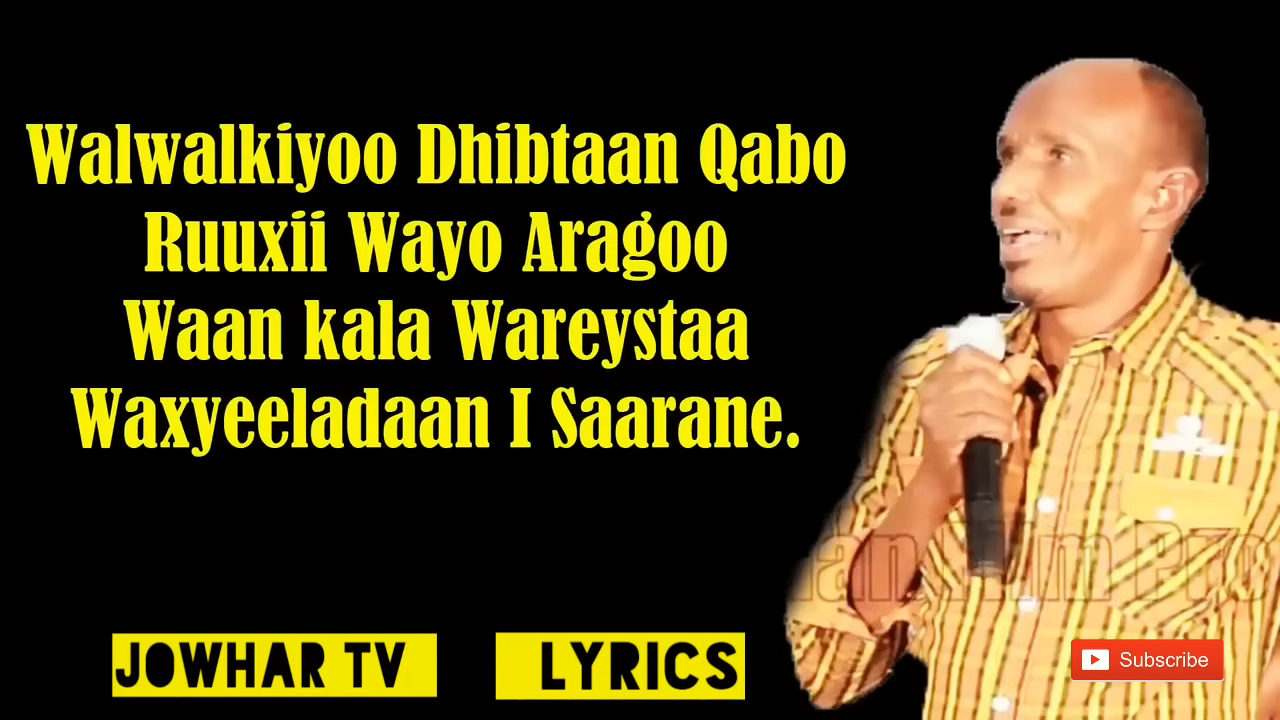 Walwalkiyoo Dhibtaan Qabo
Ruuxii Wayo Aragoo
Waan kala Wareystaa
Waxyeeladaan I Saarane.
JOWHAR TV
LYRICS
Subscribe